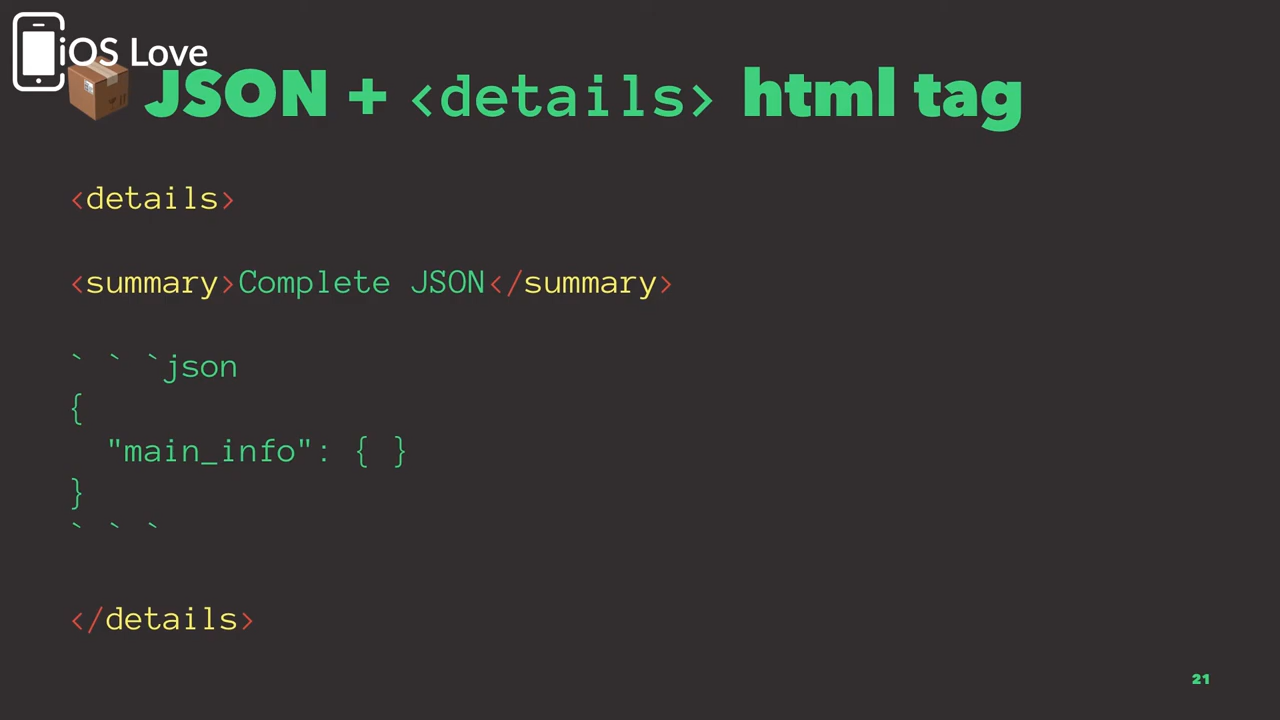 iOS Love
JSON + <details> html tag
<details>
<summary>Complete JSON</summary>
` ` `json
{
"main_info": { }
}
` ` `
</details>
21